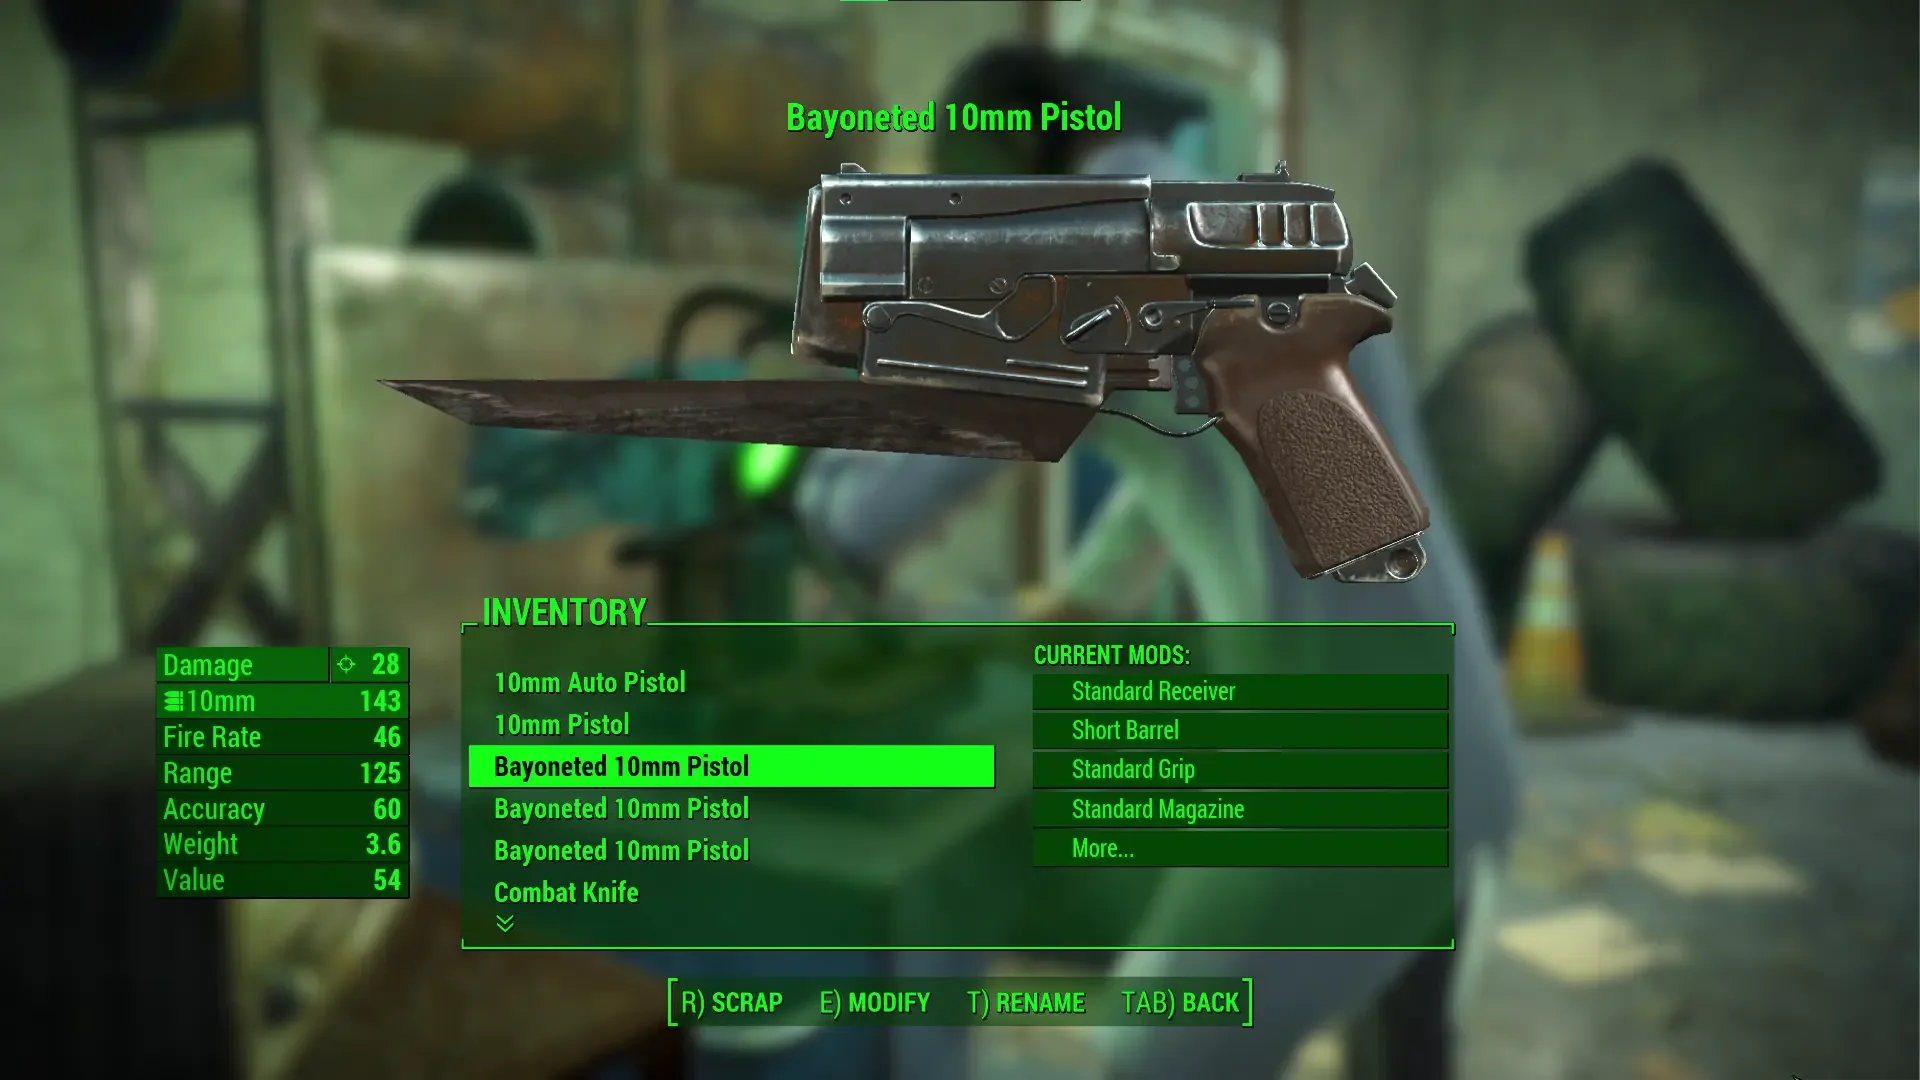 Bayoneted 10mm Pistol
INVENTORY
Damage 28
10mm 143
Fire Rate 46
Range 125
Accuracy 60
Weight 3.6
Value 54
10mm Auto Pistol
10mm Pistol
Bayoneted 10mm Pistol
Bayoneted 10mm Pistol
Bayoneted 10mm Pistol
Combat Knife
CURRENT MODS:
Standard Receiver
Short Barrel
Standard Grip
Standard Magazine
More...
R) SCRAP E) MODIFY T) RENAME TAB) BACK